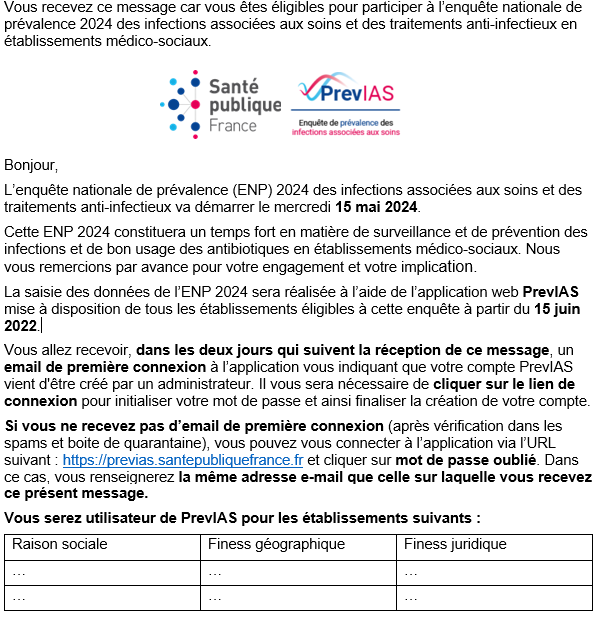 Vous recevez ce message car vous êtes éligibles pour participer à l’enquête nationale de
prévalence 2024 des infections associées aux soins et des traitements anti-infectieux en
établissements médico-sociaux.
Santé
publique
France
PrevIAS
Enquête de prévalence des
infections associées aux soins
Bonjour,
L’enquête nationale de prévalence (ENP) 2024 des infections associées aux soins et des
traitements anti-infectieux va démarrer le mercredi 15 mai 2024.
Cette ENP 2024 constituera un temps fort en matière de surveillance et de prévention des
infections et de bon usage des antibiotiques en établissements médico-sociaux. Nous
vous remercions par avance pour votre engagement et votre implication.
La saisie des données de l’ENP 2024 sera réalisée à l’aide de l’application web PrevIAS
mise à disposition de tous les établissements éligibles à cette enquête à partir du 15 juin
2022.
Vous allez recevoir, dans les deux jours qui suivent la réception de ce message, un
email de première connexion à l’application vous indiquant que votre compte PrevIAS
vient d'être créé par un administrateur. Il vous sera nécessaire de cliquer sur le lien de
connexion pour initialiser votre mot de passe et ainsi finaliser la création de votre compte.
Si vous ne recevez pas d’email de première connexion (après vérification dans les
spams et boite de quarantaine), vous pouvez vous connecter à l’application via l’URL
suivant : https://previas.santepubliquefrance.fr et cliquer sur mot de passe oublié. Dans
ce cas, vous renseignerez la même adresse e-mail que celle sur laquelle vous recevez
ce présent message.
Vous serez utilisateur de PrevIAS pour les établissements suivants :
Raison sociale Finess géographique Finess juridique
… … …
… … …